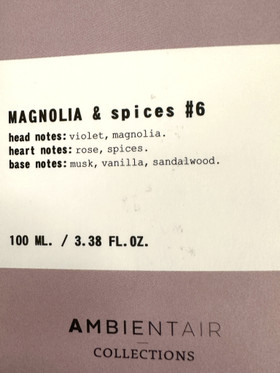 MAGNOLIA & spices #6
head notes: violet, magnolia.
heart notes: rose, spices.
base notes: musk, vanilla, sandalwood.
100 ML. / 3.38 FL.OZ.
AMBIENTAIR
COLLECTIONS